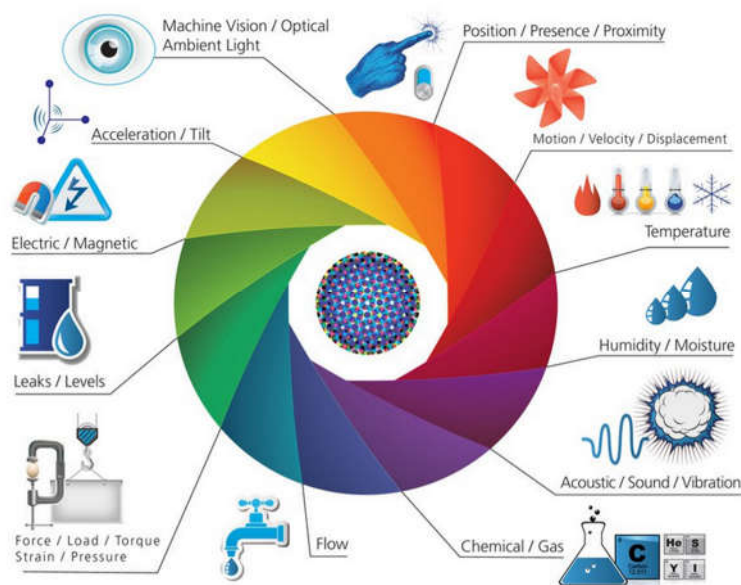 Machine Vision / Optical
Ambient Light
Position / Presence / Proximity
Acceleration / Tilt
Motion / Velocity / Displacement
Electric / Magnetic
Temperature
Leaks / Levels
Humidity / Moisture
Acoustic / Sound / Vibration
Force / Load / Torque
Strain / Pressure
Flow
Chemical / Gas
C
He
S
Y
I